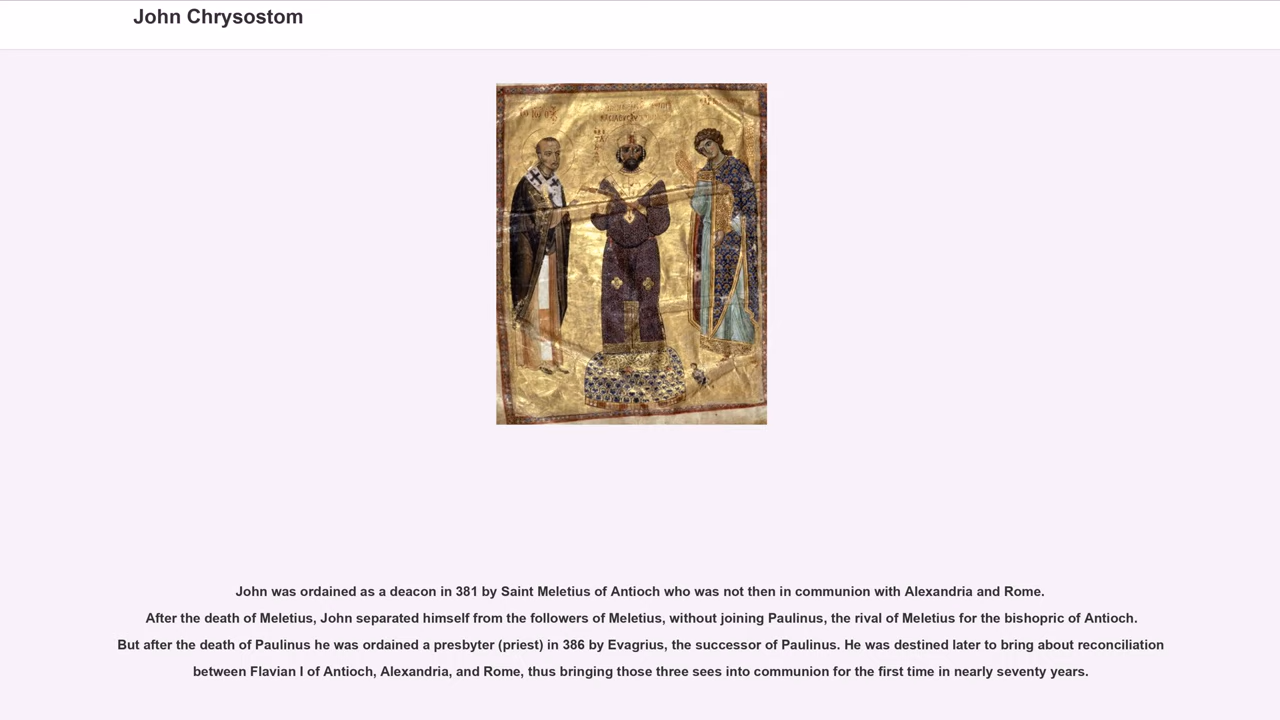 John Chrysostom
John was ordained as a deacon in 381 by Saint Meletius of Antioch who was not then in communion with Alexandria and Rome.
After the death of Meletius, John separated himself from the followers of Meletius, without joining Paulinus, the rival of Meletius for the bishopric of Antioch.
But after the death of Paulinus he was ordained a presbyter (priest) in 386 by Evagrius, the successor of Paulinus. He was destined later to bring about reconciliation
between Flavian I of Antioch, Alexandria, and Rome, thus bringing those three sees into communion for the first time in nearly seventy years.